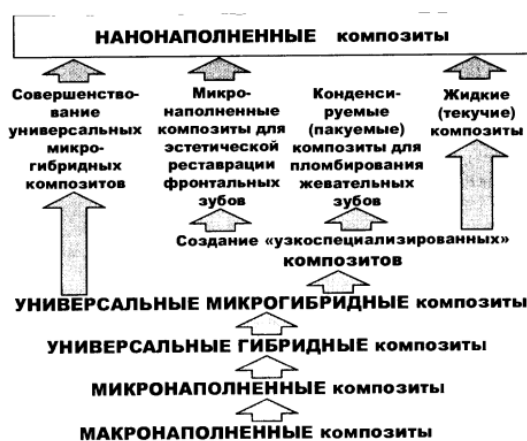 НАНОНАПОЛНЕННЫЕ композиты
Совершенство-
вание
универсальных
микро-
гибридных
композитов
Микро-
наполненные
композиты для
эстетической
реставрации
фронтальных
зубов
Конденси-
руемые
(пакуемые)
композиты для
пломбирования
жевательных
зубов
Жидкие
(текучие)
композиты
Создание «узкоспециализированных»
композитов
УНИВЕРСАЛЬНЫЕ МИКРОГИБРИДНЫЕ композиты
УНИВЕРСАЛЬНЫЕ ГИБРИДНЫЕ композиты
МИКРОНАПОЛНЕННЫЕ композиты
МАКРОНАПОЛНЕННЫЕ композиты